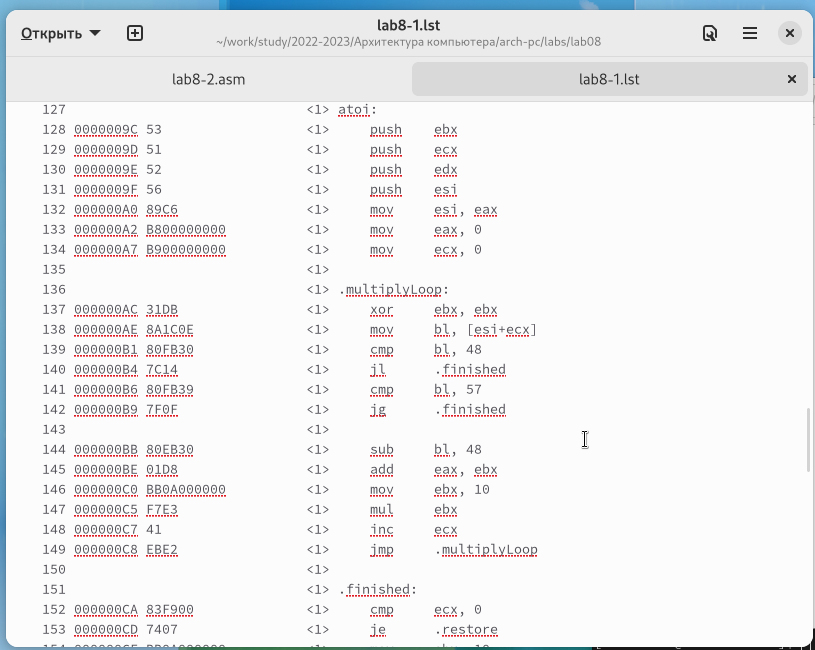 Открыть
lab8-1.lst
~/work/study/2022-2023/Архитектура компьютера/arch-pc/labs/lab08
lab8-2.asm
lab8-1.lst
127 <1> atoi:
128 0000009C 53 <1> push ebx
129 0000009D 51 <1> push ecx
130 0000009E 52 <1> push edx
131 0000009F 56 <1> push esi
132 000000A0 89C6 <1> mov esi, eax
133 000000A2 B800000000 <1> mov eax, 0
134 000000A7 B900000000 <1> mov ecx, 0
135 <1>
136 <1> .multiplyLoop:
137 000000AC 31DB <1> xor ebx, ebx
138 000000AE 8A1C0E <1> mov bl, [esi+ecx]
139 000000B1 80FB30 <1> cmp bl, 48
140 000000B4 7C14 <1> jl .finished
141 000000B6 80FB39 <1> cmp bl, 57
142 000000B9 7F0F <1> jg .finished
143 <1>
144 000000BB 80EB30 <1> sub bl, 48
145 000000BE 01D8 <1> add eax, ebx
146 000000C0 BB0A000000 <1> mov ebx, 10
147 000000C5 F7E3 <1> mul ebx
148 000000C7 41 <1> inc ecx
149 000000C8 EBE2 <1> jmp .multiplyLoop
150 <1>
151 <1> .finished:
152 000000CA 83F900 <1> cmp ecx, 0
153 000000CD 7407 <1> je .restore